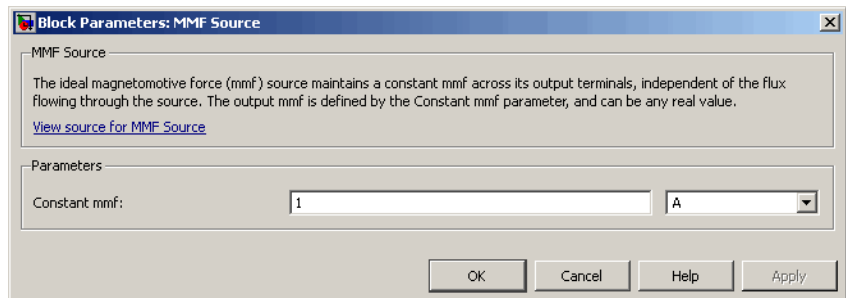 Block Parameters: MMF Source
MMF Source
The ideal magnetomotive force (mmf) source maintains a constant mmf across its output terminals, independent of the flux
flowing through the source. The output mmf is defined by the Constant mmf parameter, and can be any real value.
View source for MMF Source
Parameters
Constant mmf: 1 A
OK Cancel Help Apply